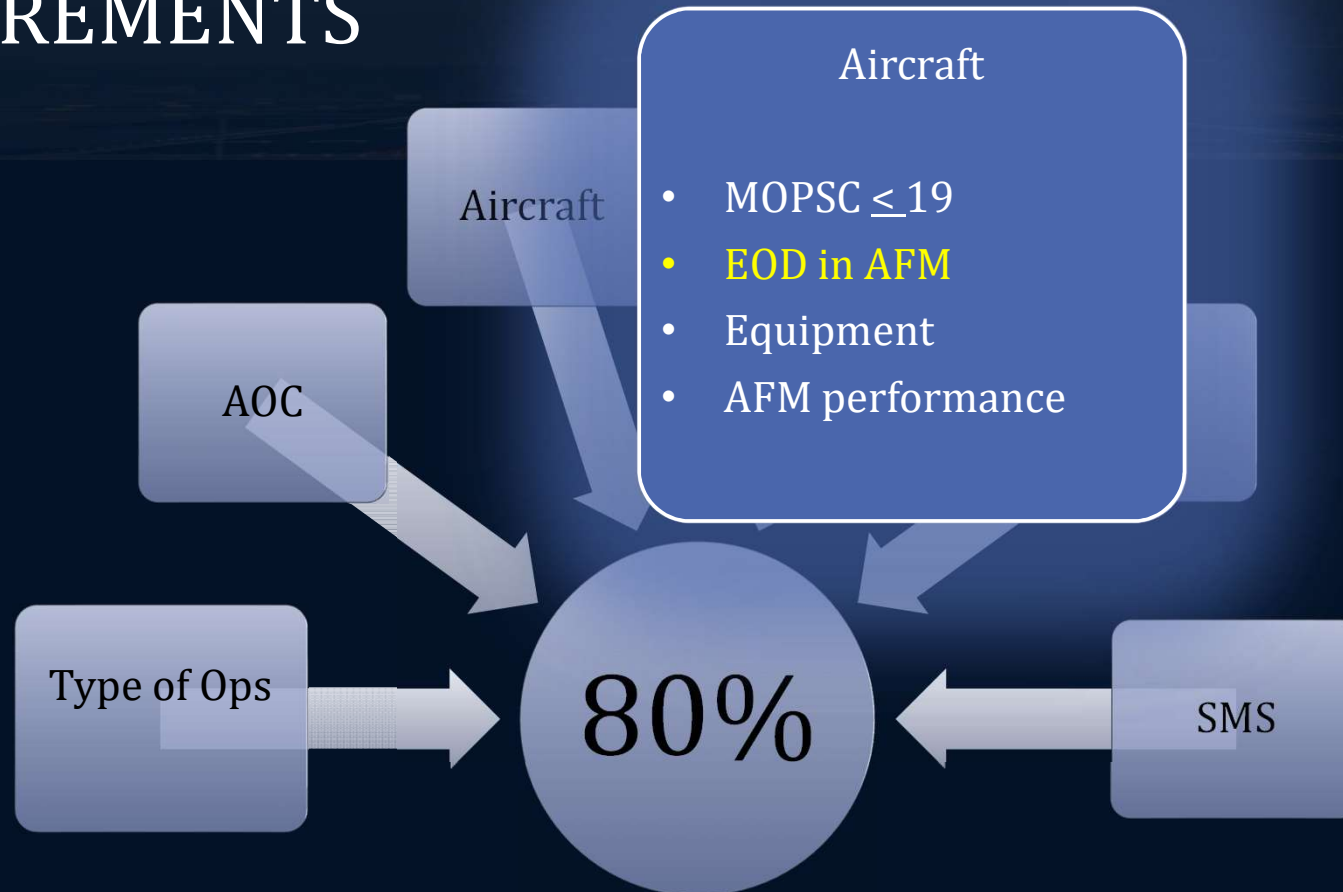 REMENTS
Aircraft
• MOPSC < 19
• EOD in AFM
• Equipment
• AFM performance
Aircraft
AOC
Type of Ops
80%
SMS